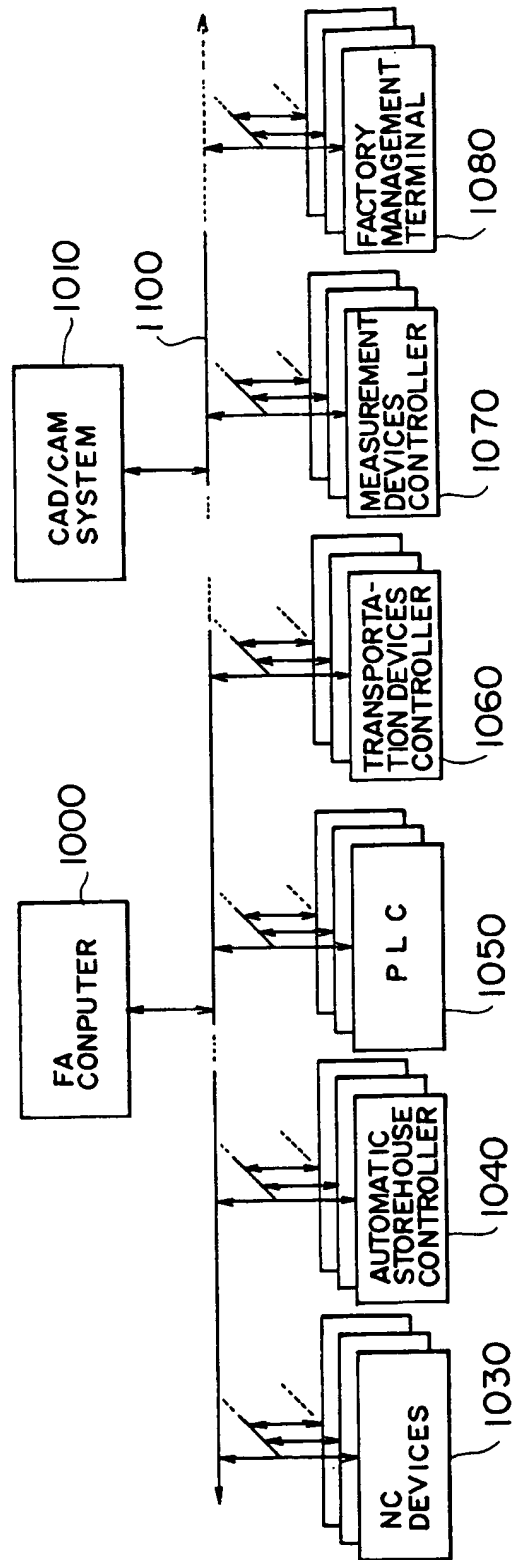 FA
CONPUTER
1000
CAD/CAM
SYSTEM
1010
1100
NC
DEVICES
1030
AUTOMATIC
STOREHOUSE
CONTROLLER
1040
PLC
1050
TRANSPORTA-
TION DEVICES
CONTROLLER
1060
MEASUREMENT
DEVICES
CONTROLLER
1070
FACTORY
MANAGEMENT
TERMINAL
1080